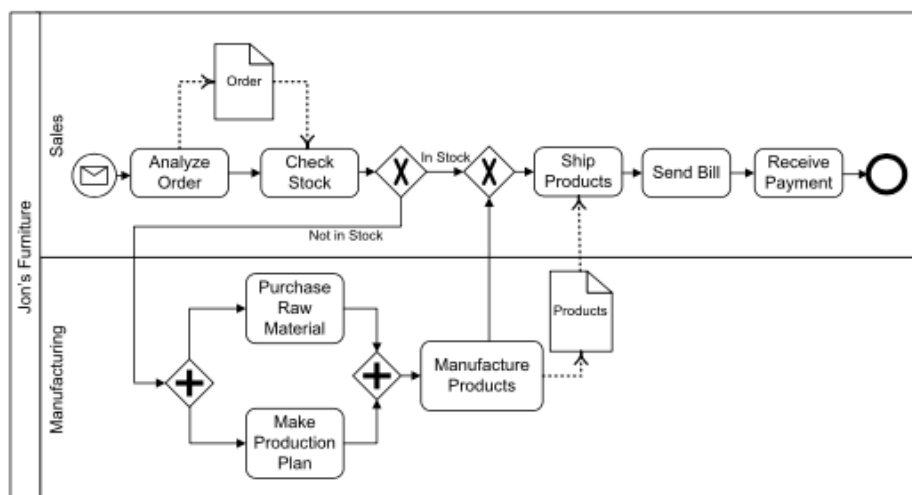 Jon's Furniture
Sales
Order
Analyze
Order
Check
Stock
In Stock
Not in Stock
Ship
Products
Send Bill
Receive
Payment
Manufacturing
Purchase
Raw
Material
Make
Production
Plan
Manufacture
Products
Products